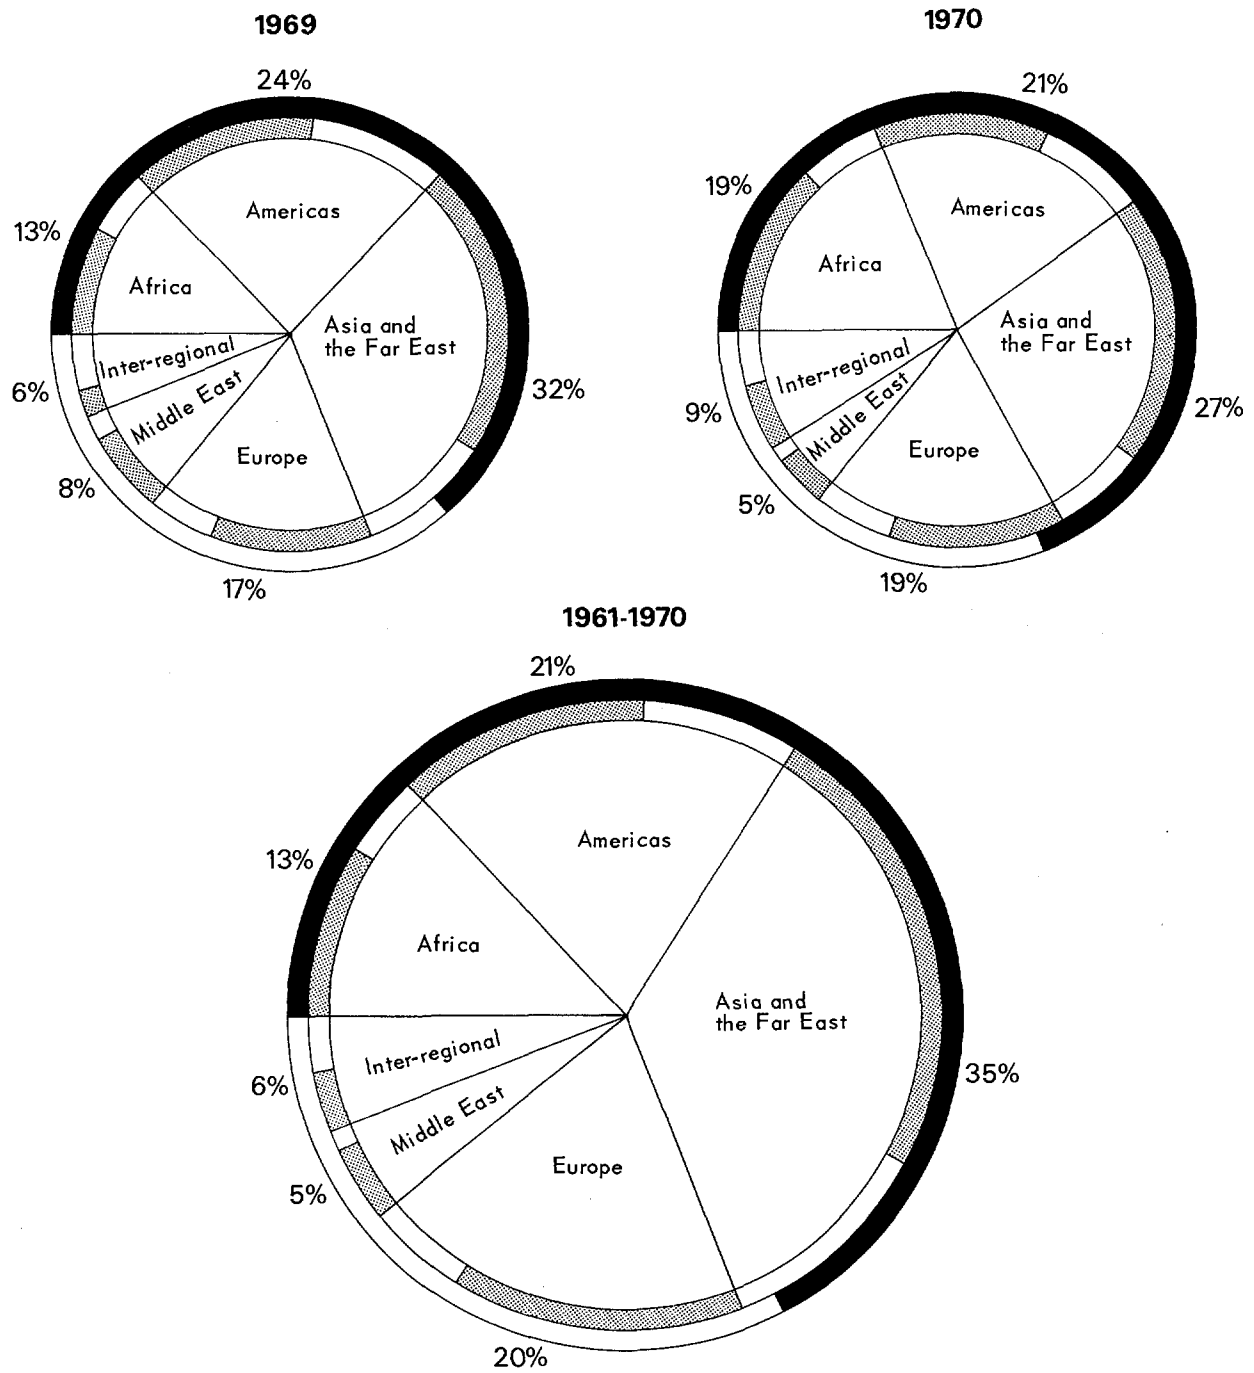 1969
24%
13%
Americas
Africa
Asia and
the Far East
Inter-regional
6%
Middle East
32%
Europe
8%
17%
1970
21%
19%
Americas
Africa
Asia and
the Far East
Inter-regional
9%
Middle East
27%
Europe
5%
19%
1961-1970
21%
Americas
13%
Africa
Asia and
the Far East
Inter-regional
35%
6%
Middle East
Europe
5%
20%